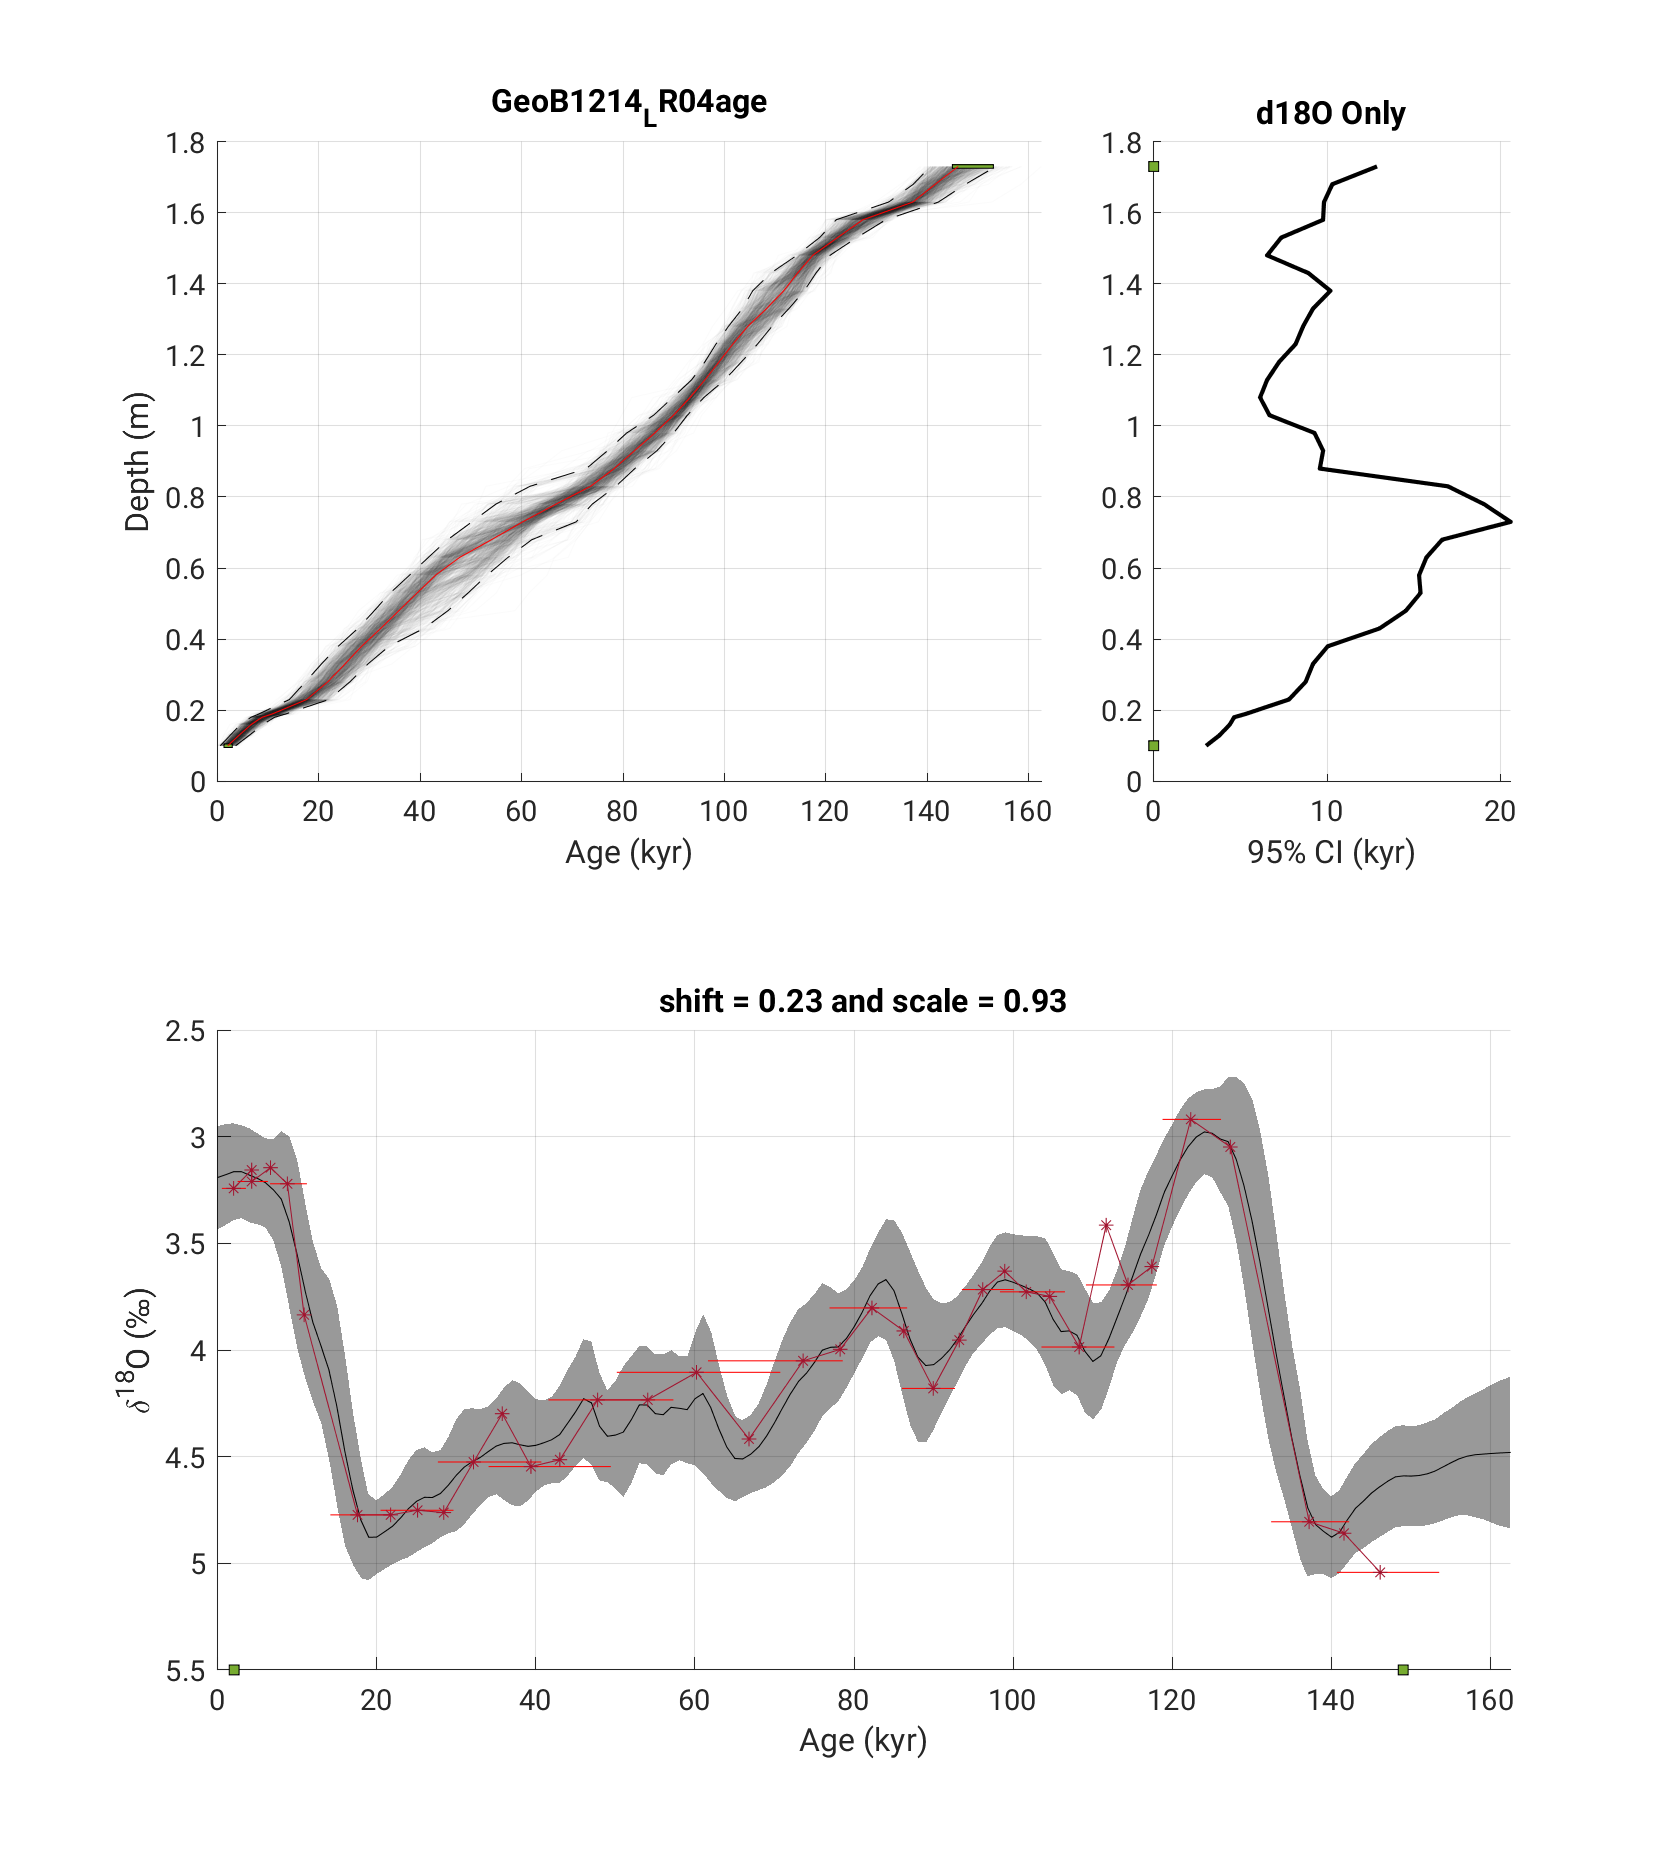 GeoB1214LR04age
d18O Only
1.8
1.6
1.4
1.2
1
0.8
0.6
0.4
0.2
0
Depth (m)
0 20 40 60 80 100 120 140 160
Age (kyr)
1.8
1.6
1.4
1.2
1
0.8
0.6
0.4
0.2
0
0 10 20
95% CI (kyr)
shift = 0.23 and scale = 0.93
2.5
3
3.5
4
4.5
5
5.5
δ18O (‰)
0 20 40 60 80 100 120 140 160
Age (kyr)